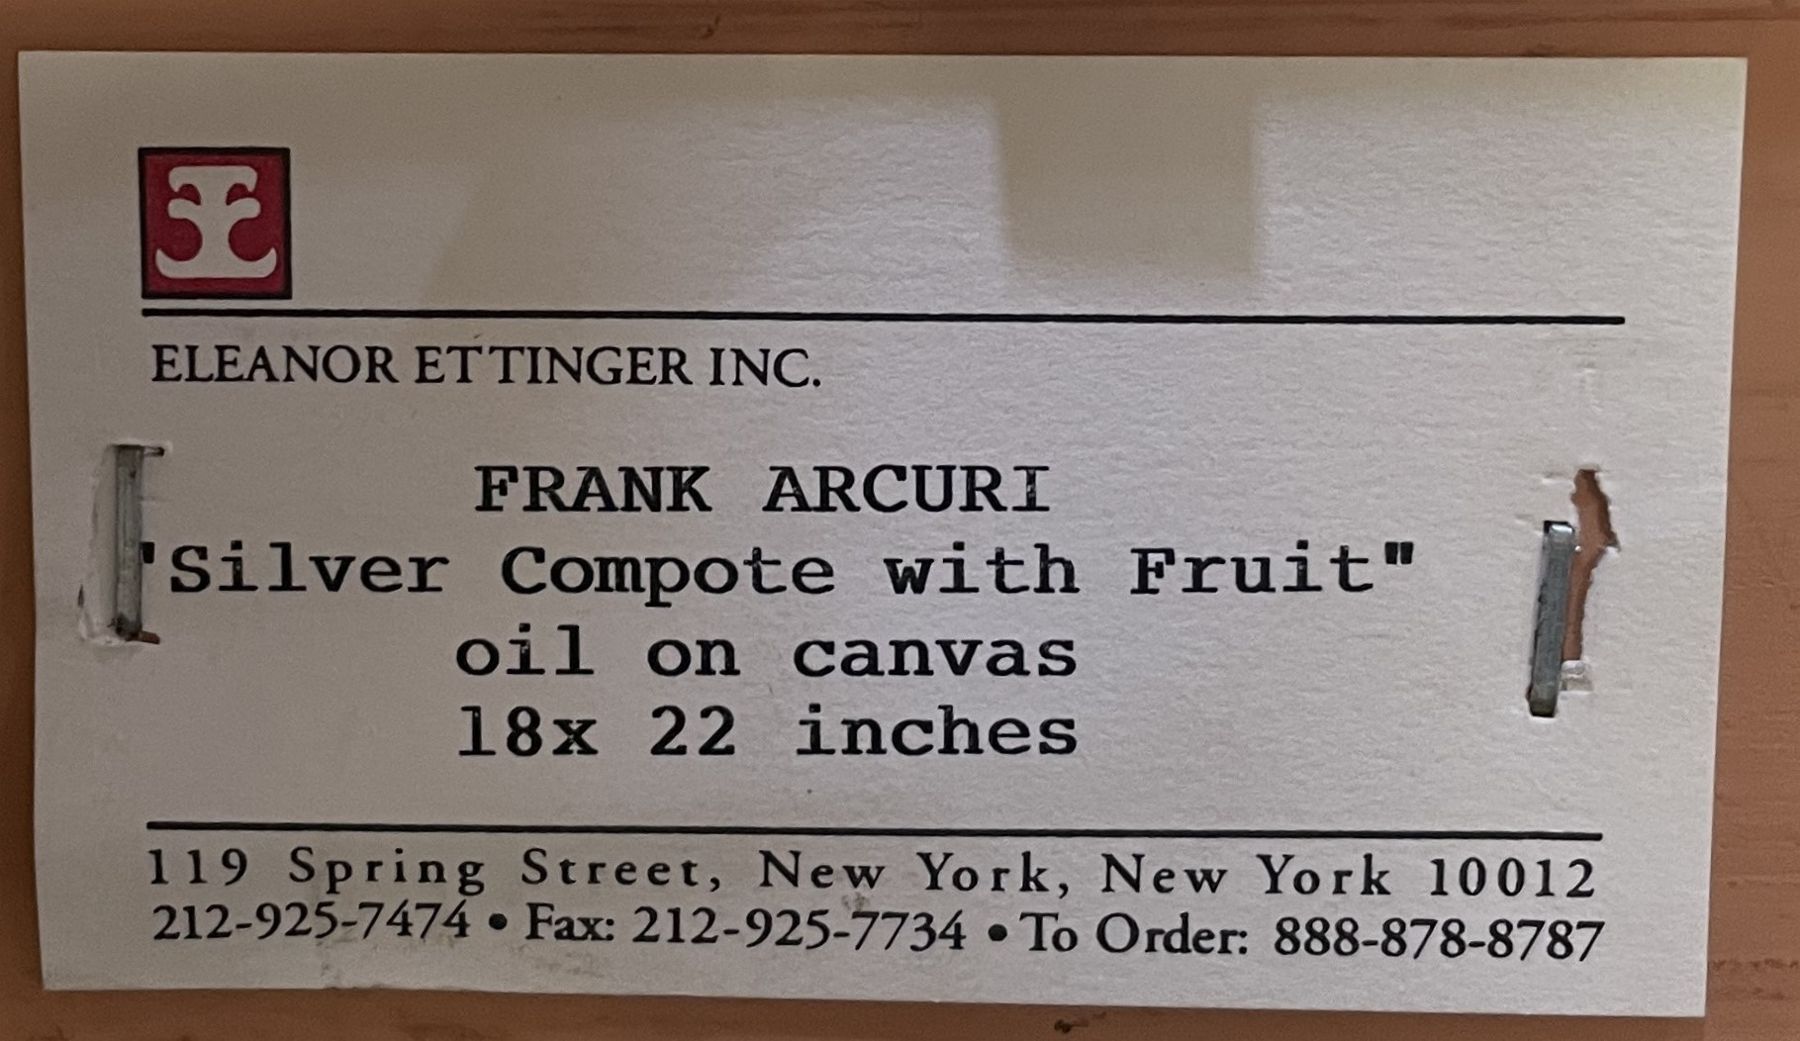 ELEANOR ETTINGER INC.
FRANK ARCURI
"Silver Compote with Fruit"
oil on canvas
18x 22 inches
119 Spring Street, New York, New York 10012
212-925-7474 • Fax: 212-925-7734 • To Order: 888-878-8787